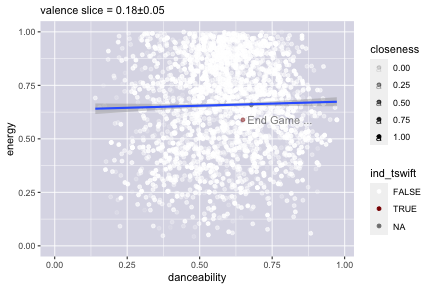 valence slice = 0.18±0.05
1.00
0.75
0.50
0.25
0.00
energy
End Game ...
0.00
0.25
0.50
0.75
1.00
danceability
closeness
0.00
0.25
0.50
0.75
1.00
ind_tswift
FALSE
TRUE
NA